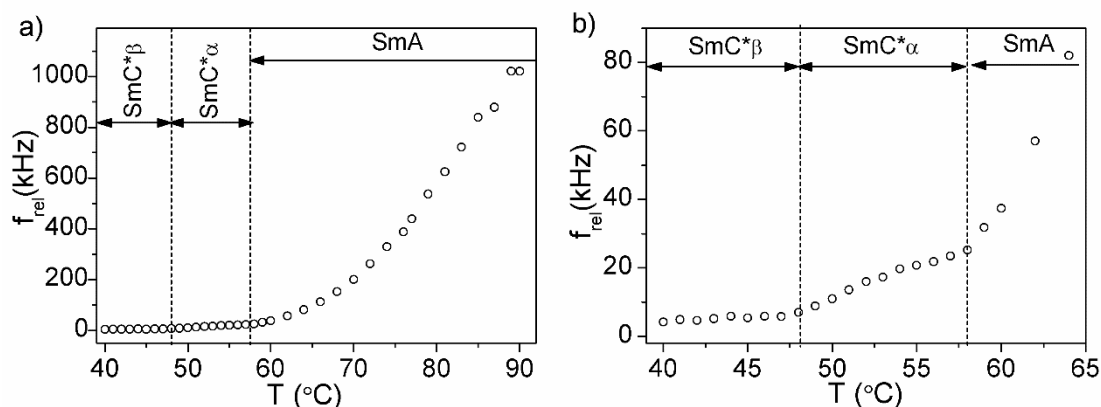 a)
SmC*β
SmC*α
SmA
1000
800
600
400
200
0
f_rel(kHz)
40 50 60 70 80 90
T (°C)
b)
SmC*β SmC*α SmA
80
60
40
20
0
f_rel(kHz)
40 45 50 55 60 65
T (°C)